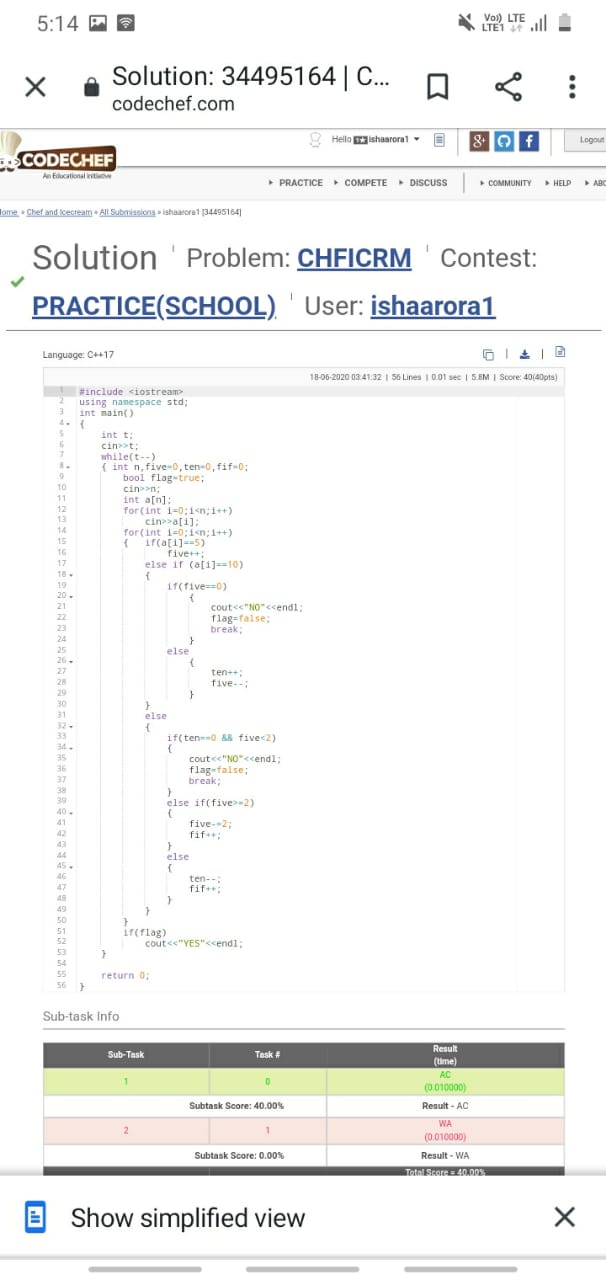 5:14
Vo)) LTE
LTE1
Solution: 34495164 | C...
codechef.com
CODECHEF
An Educational Initiative
Hello 1★ ishaarora1
8+
f
Logout
PRACTICE COMPETE DISCUSS COMMUNITY HELP ABO
Home » Chef and Icecream » All Submissions » ishaarora1 [34495164]
Solution Problem: CHFICRM Contest:
PRACTICE(SCHOOL) User: ishaarora1
Language: C++17
18-06-2020 03:41:32 | 56 Lines | 0.01 sec | 5.8M | Score: 40(40pts)
1 #include <iostream>
2 using namespace std;
3 int main()
4 {
5 int t;
6 cin>>t;
7 while(t--)
8 { int n,five=0,ten=0,fif=0;
9 bool flag=true;
10 cin>>n;
11 int a[n];
12 for(int i=0;i<n;i++)
13 cin>>a[i];
14 for(int i=0;i<n;i++)
15 { if(a[i]==5)
16 five++;
17 else if (a[i]==10)
18 {
19 if(five==0)
20 {
21 cout<<"NO"<<endl;
22 flag=false;
23 break;
24 }
25 else
26 {
27 ten++;
28 five--;
29 }
30 }
31 else
32 {
33 if(ten==0 && five<2)
34 {
35 cout<<"NO"<<endl;
36 flag=false;
37 break;
38 }
39 else if(five>=2)
40 {
41 five-=2;
42 fif++;
43 }
44 else
45 {
46 ten--;
47 fif++;
48 }
49 }
50 }
51 if(flag)
52 cout<<"YES"<<endl;
53 }
54
55 return 0;
56 }
Sub-task Info
Sub-Task Task # Result
(time)
1 0 AC
(0.010000)
Subtask Score: 40.00% Result - AC
2 1 WA
(0.010000)
Subtask Score: 0.00% Result - WA
Total Score = 40.00%
Show simplified view